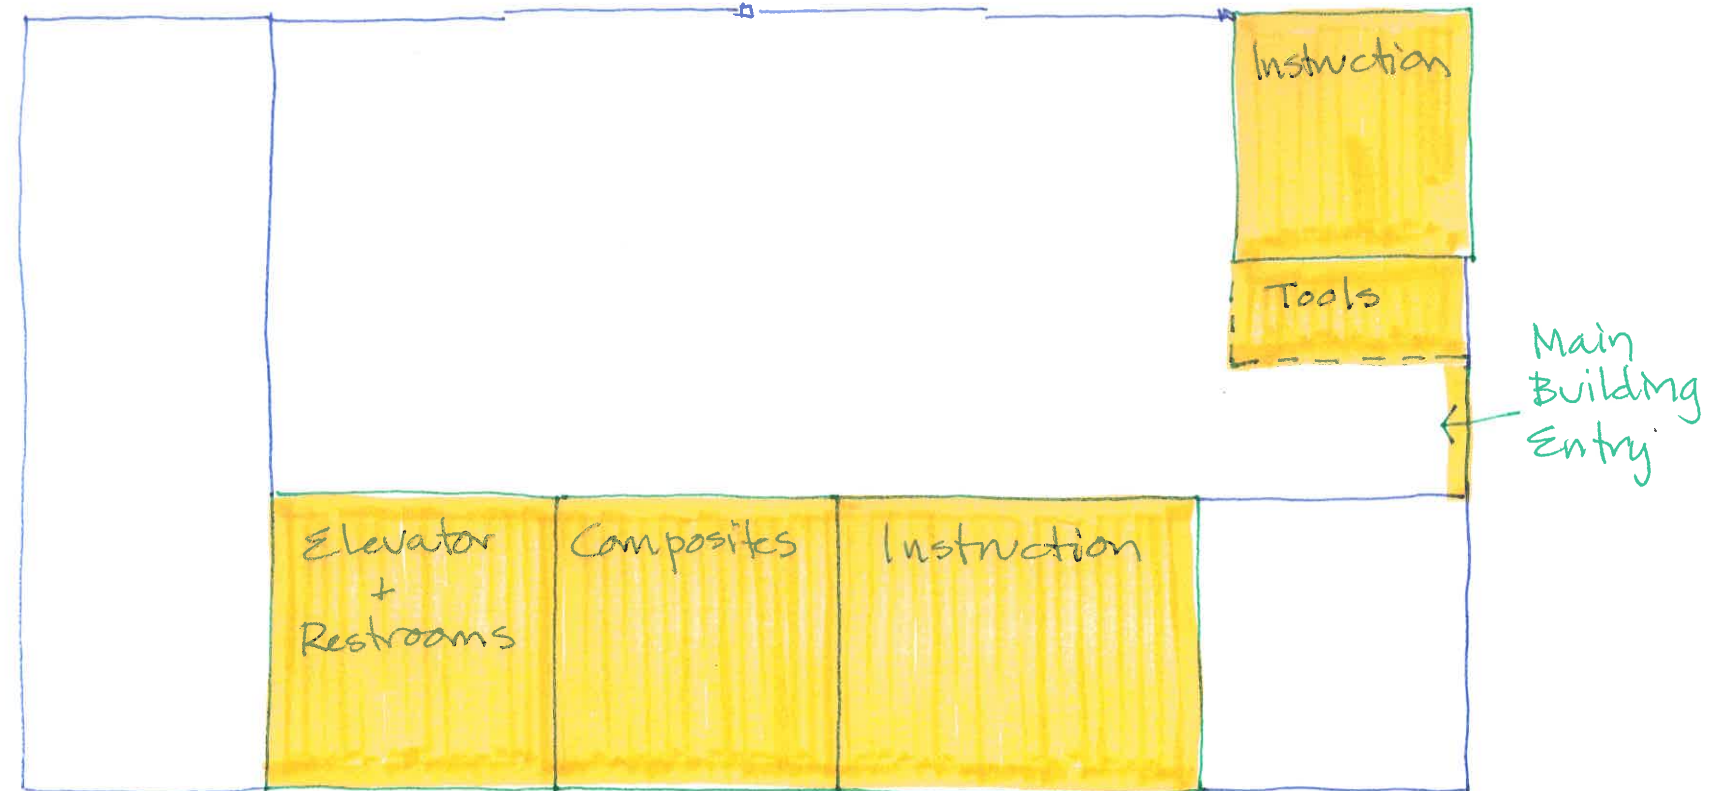 Instruction
Tools
Main
Building
Entry
Elevator
+
Restrooms
Composites
Instruction